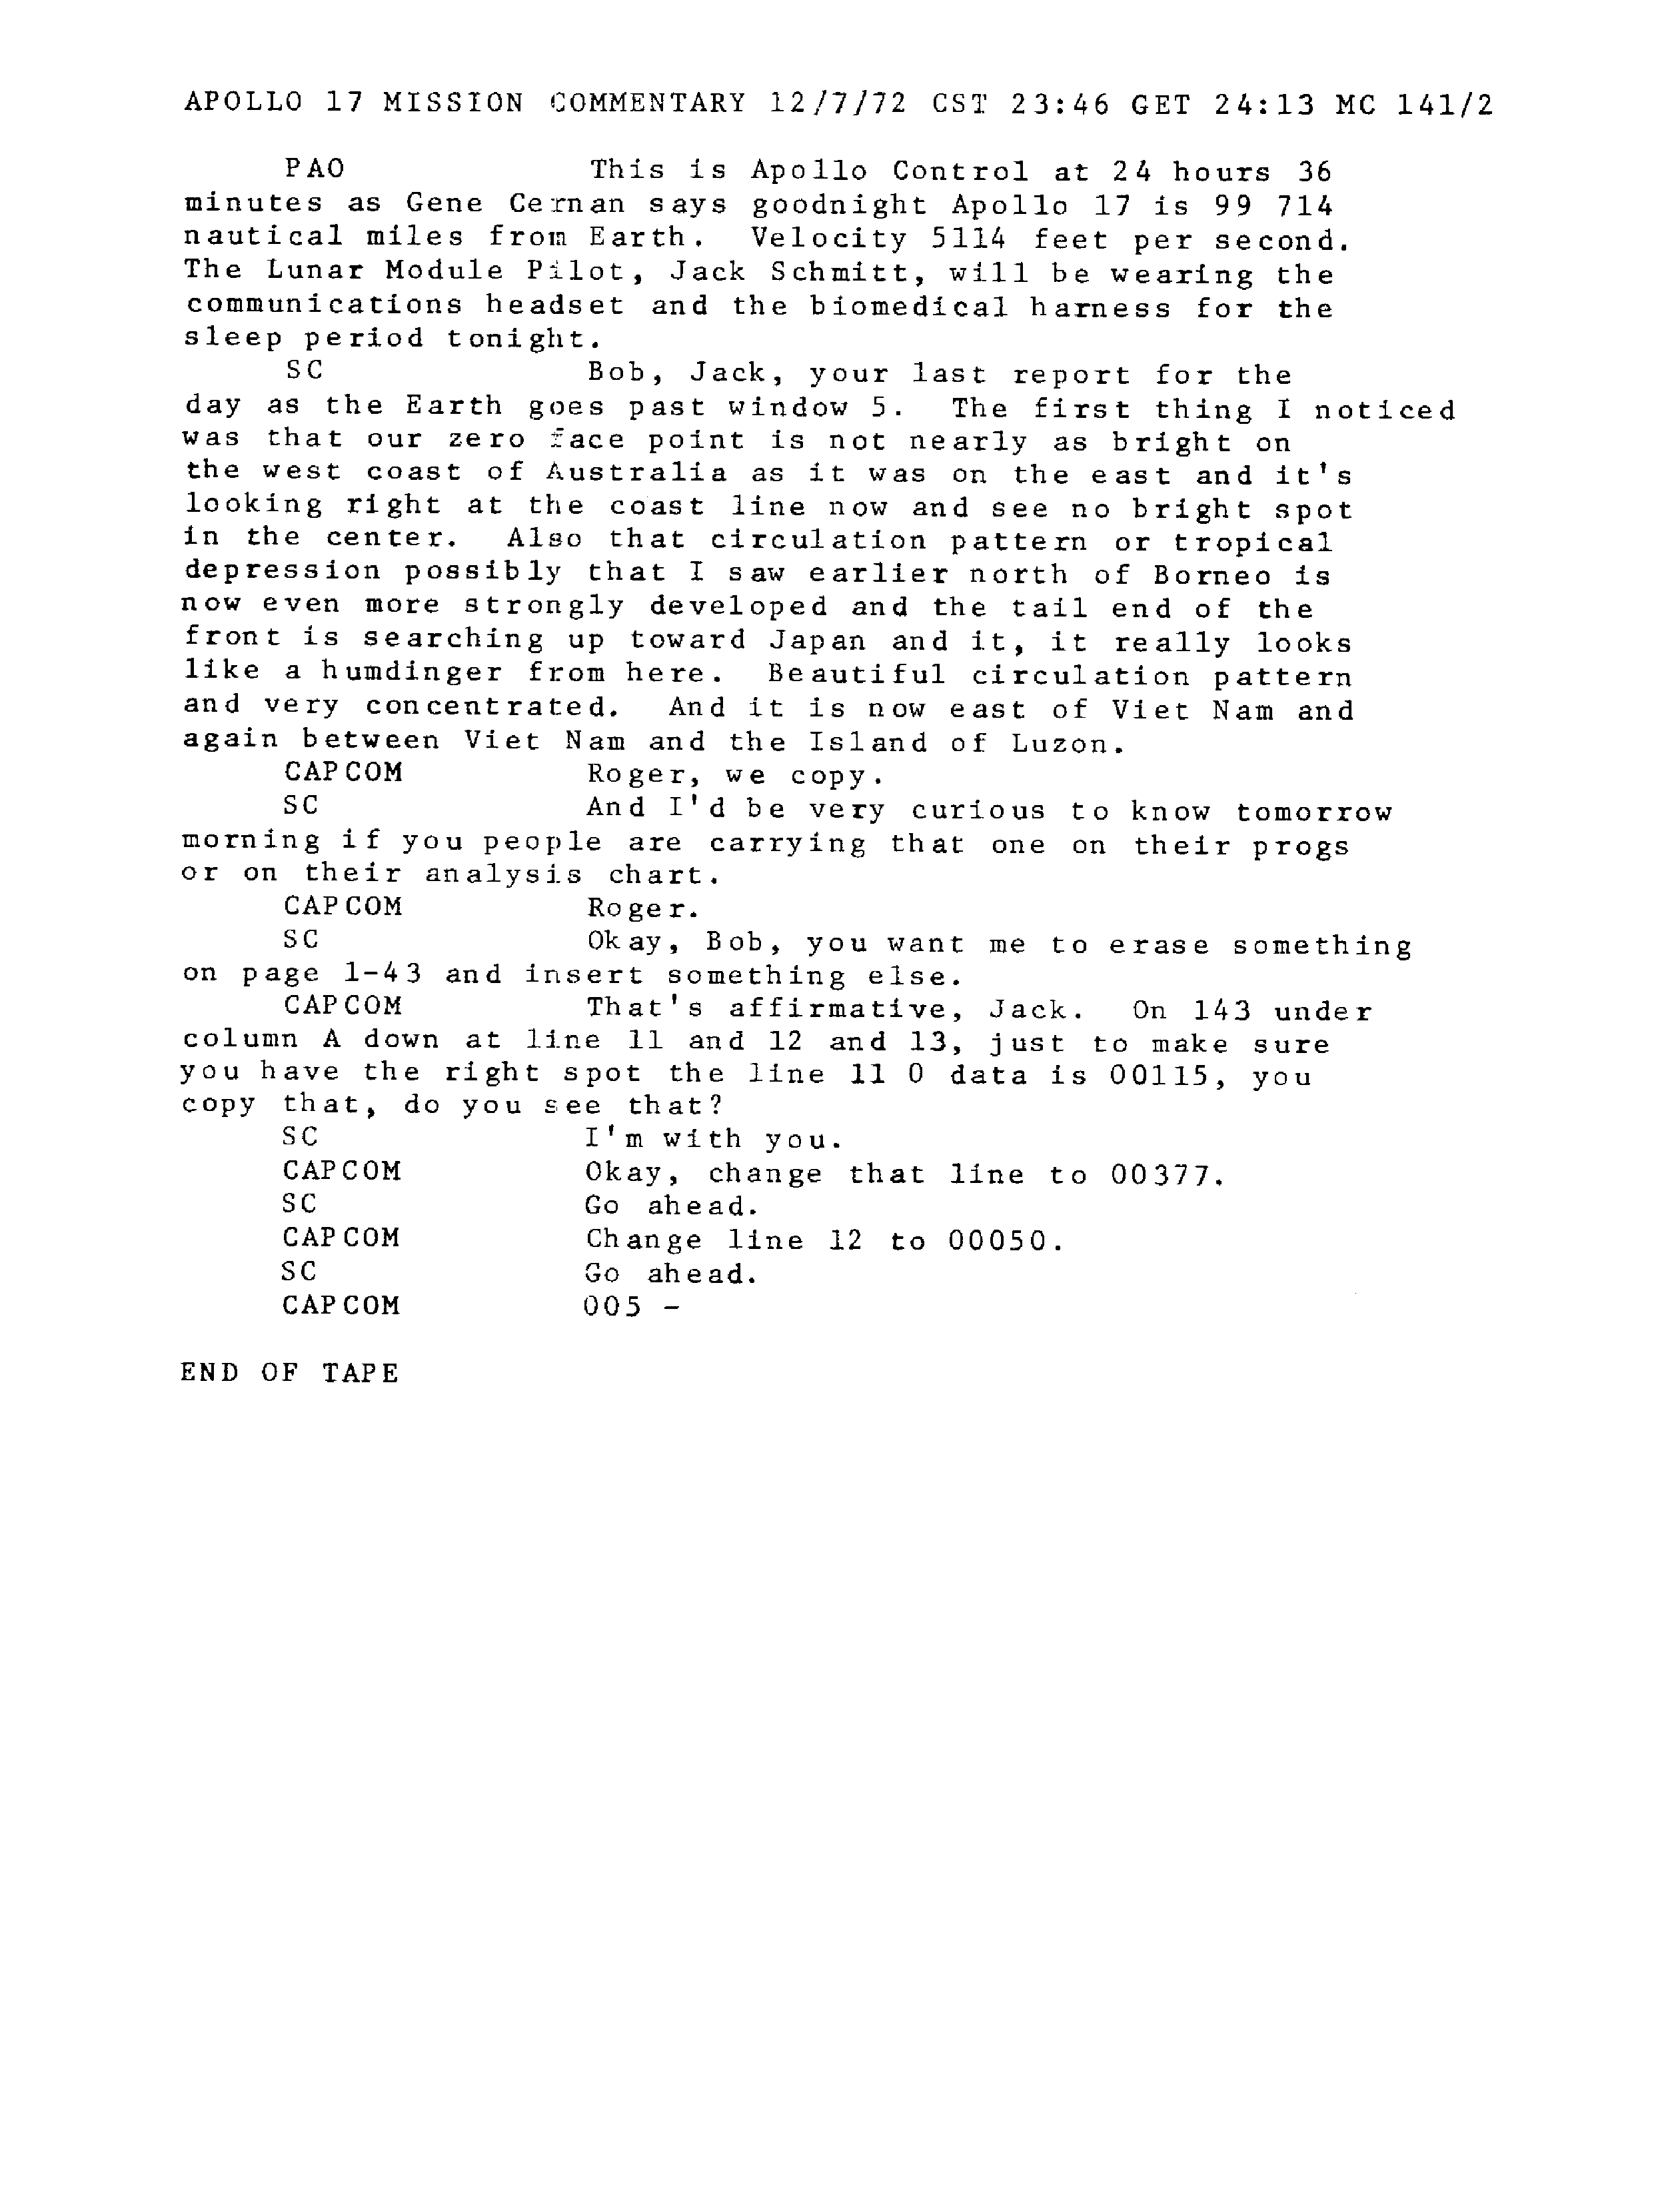 APOLLO 17 MISSION COMMENTARY 12/7/72 CST 23:46 GET 24:13 MC 141/2
PAO This is Apollo Control at 24 hours 36
minutes as Gene Cernan says goodnight Apollo 17 is 99 714
nautical miles from Earth. Velocity 5114 feet per second.
The Lunar Module Pilot, Jack Schmitt, will be wearing the
communications headset and the biomedical harness for the
sleep period tonight.
SC Bob, Jack, your last report for the
day as the Earth goes past window 5. The first thing I noticed
was that our zero face point is not nearly as bright on
the west coast of Australia as it was on the east and it's
looking right at the coast line now and see no bright spot
in the center. Also that circulation pattern or tropical
depression possibly that I saw earlier north of Borneo is
now even more strongly developed and the tail end of the
front is searching up toward Japan and it, it really looks
like a humdinger from here. Beautiful circulation pattern
and very concentrated. And it is now east of Viet Nam and
again between Viet Nam and the Island of Luzon.
CAPCOM Roger, we copy.
SC And I'd be very curious to know tomorrow
morning if you people are carrying that one on their progs
or on their analysis chart.
CAPCOM Roger.
SC Okay, Bob, you want me to erase something
on page 1-43 and insert something else.
CAPCOM That's affirmative, Jack. On 143 under
column A down at line 11 and 12 and 13, just to make sure
you have the right spot the line 11 0 data is 00115, you
copy that, do you see that?
SC I'm with you.
CAPCOM Okay, change that line to 00377.
SC Go ahead.
CAPCOM Change line 12 to 00050.
SC Go ahead.
CAPCOM 005 -
END OF TAPE